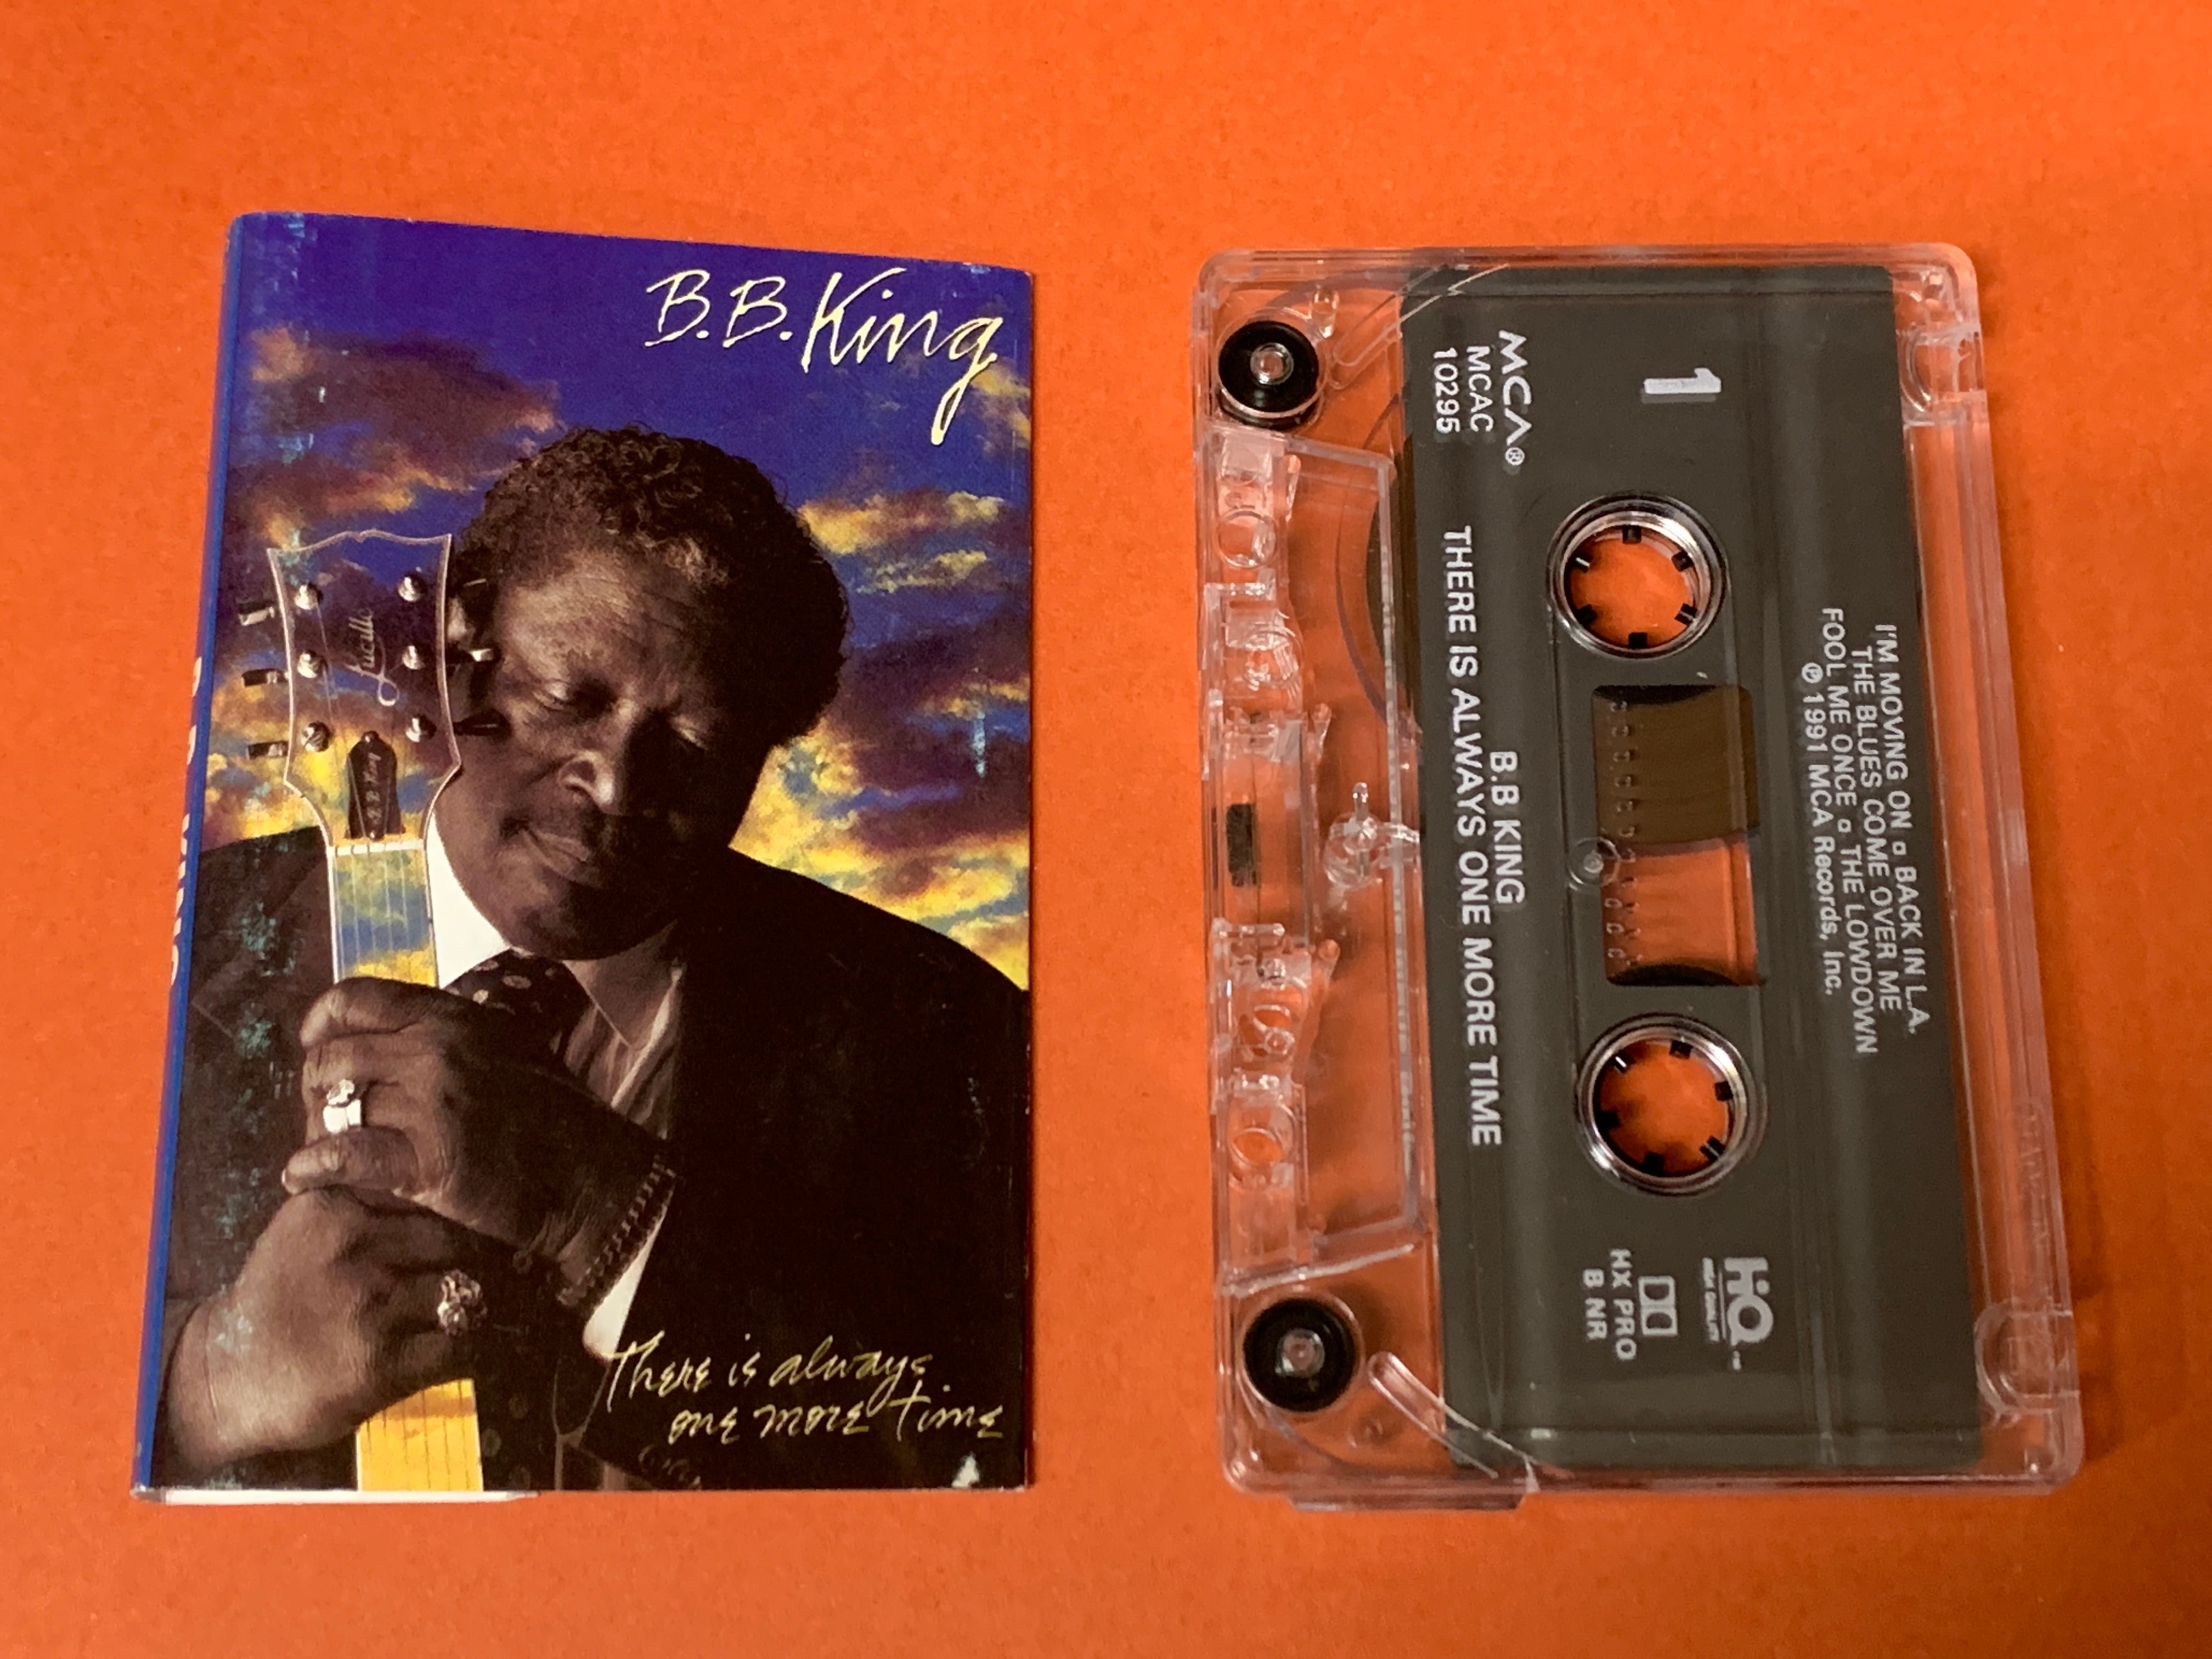 B.B. King
There is always
one more time
MCA®
MCAC
10295
1
B.B KING
THERE IS ALWAYS ONE MORE TIME
I'M MOVING ON ▫ BACK IN L.A.
THE BLUES COME OVER ME
FOOL ME ONCE ▫ THE LOWDOWN
℗ 1991 MCA Records, Inc.
HQ
HIGH QUALITY
HX PRO
B NR